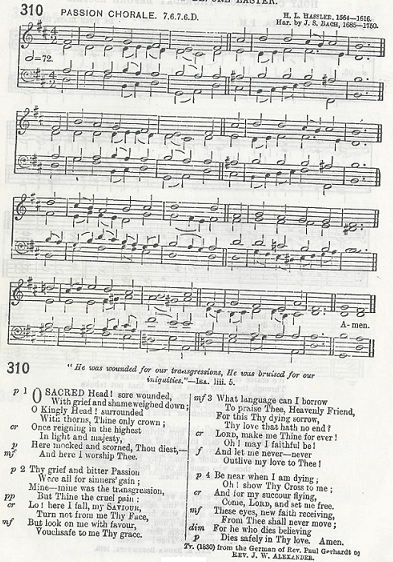 BEFORE EASTER.
310 PASSION CHORALE. 7.6.7.6.D.
H. L. HASSLER, 1564–1616.
Har. by J. S. BACH, 1685–1750.
=72.
A-men.
310
"He was wounded for our transgressions, He was bruised for our
iniquities."—ISA. liii. 5.
p 1 O SACRED Head! sore wounded,
With grief and shame weighed down;
O Kingly Head! surrounded
With thorns, Thine only crown;
cr Once reigning in the highest
In light and majesty,
p Here mocked and scorned, Thou diest,—
mf And here I worship Thee.
p 2 Thy grief and bitter Passion
Were all for sinners' gain;
Mine—mine was the transgression,
pp But Thine the cruel pain:
cr Lo! here I fall, my SAVIOUR,
Turn not from me Thy Face,
mf But look on me with favour,
Vouchsafe to me Thy grace.
mf 3 What language can I borrow
To praise Thee, Heavenly Friend,
For this Thy dying sorrow,
Thy love that hath no end?
cr LORD, make me Thine for ever!
Oh! may I faithful be!
f And let me never—never
Outlive my love to Thee!
p 4 Be near when I am dying;
Oh! show Thy Cross to me;
cr And for my succour flying,
Come, LORD, and set me free.
mf These eyes, new faith receiving,
From Thee shall never move;
dim For he who dies believing
p Dies safely in Thy love. Amen.
Tr. (1830) from the German of Rev. Paul Gerhardt by
REV. J. W. ALEXANDER.